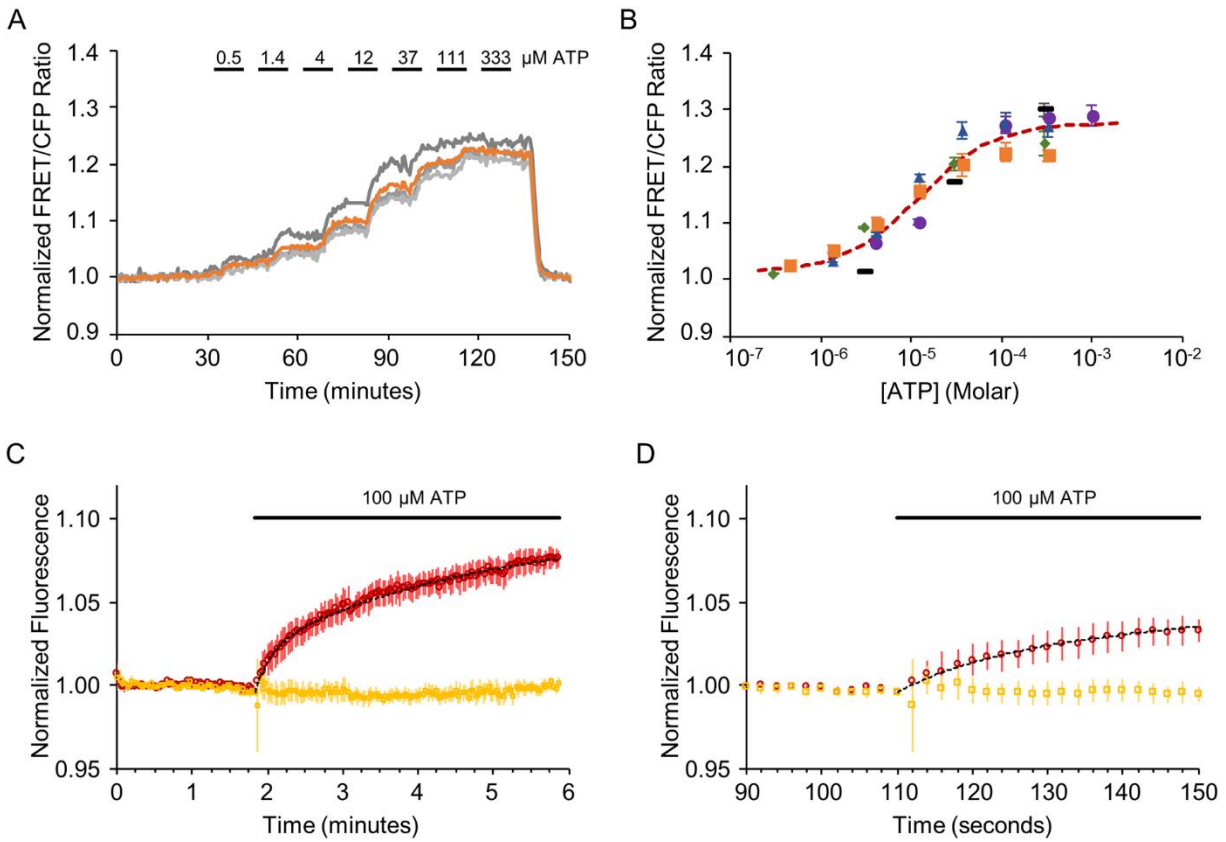 A
Normalized FRET/CFP Ratio
1.4
1.3
1.2
1.1
1.0
0.9
0.5 1.4 4 12 37 111 333 µM ATP
0 30 60 90 120 150
Time (minutes)
B
Normalized FRET/CFP Ratio
1.4
1.3
1.2
1.1
1.0
0.9
10-7 10-6 10-5 10-4 10-3 10-2
[ATP] (Molar)
C
Normalized Fluorescence
100 µM ATP
1.10
1.05
1.00
0.95
0 1 2 3 4 5 6
Time (minutes)
D
Normalized Fluorescence
100 µM ATP
1.10
1.05
1.00
0.95
90 100 110 120 130 140 150
Time (seconds)